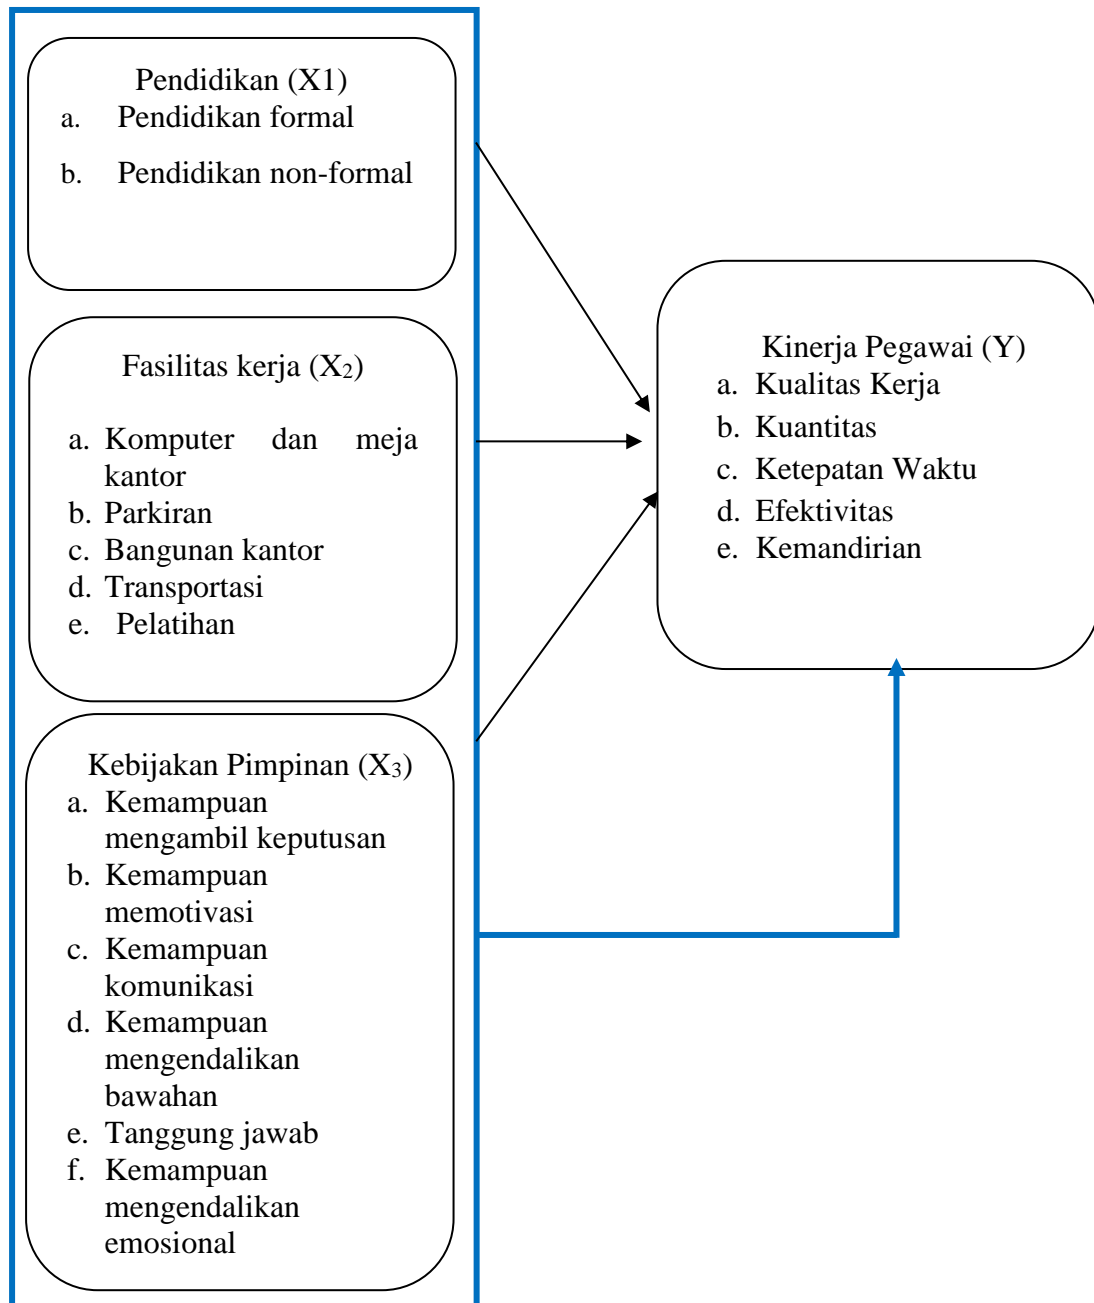 Pendidikan (X1)
a. Pendidikan formal
b. Pendidikan non-formal
Fasilitas kerja (X2)
a. Komputer dan meja
kantor
b. Parkiran
c. Bangunan kantor
d. Transportasi
e. Pelatihan
Kebijakan Pimpinan (X3)
a. Kemampuan
mengambil keputusan
b. Kemampuan
memotivasi
c. Kemampuan
komunikasi
d. Kemampuan
mengendalikan
bawahan
e. Tanggung jawab
f. Kemampuan
mengendalikan
emosional
Kinerja Pegawai (Y)
a. Kualitas Kerja
b. Kuantitas
c. Ketepatan Waktu
d. Efektivitas
e. Kemandirian